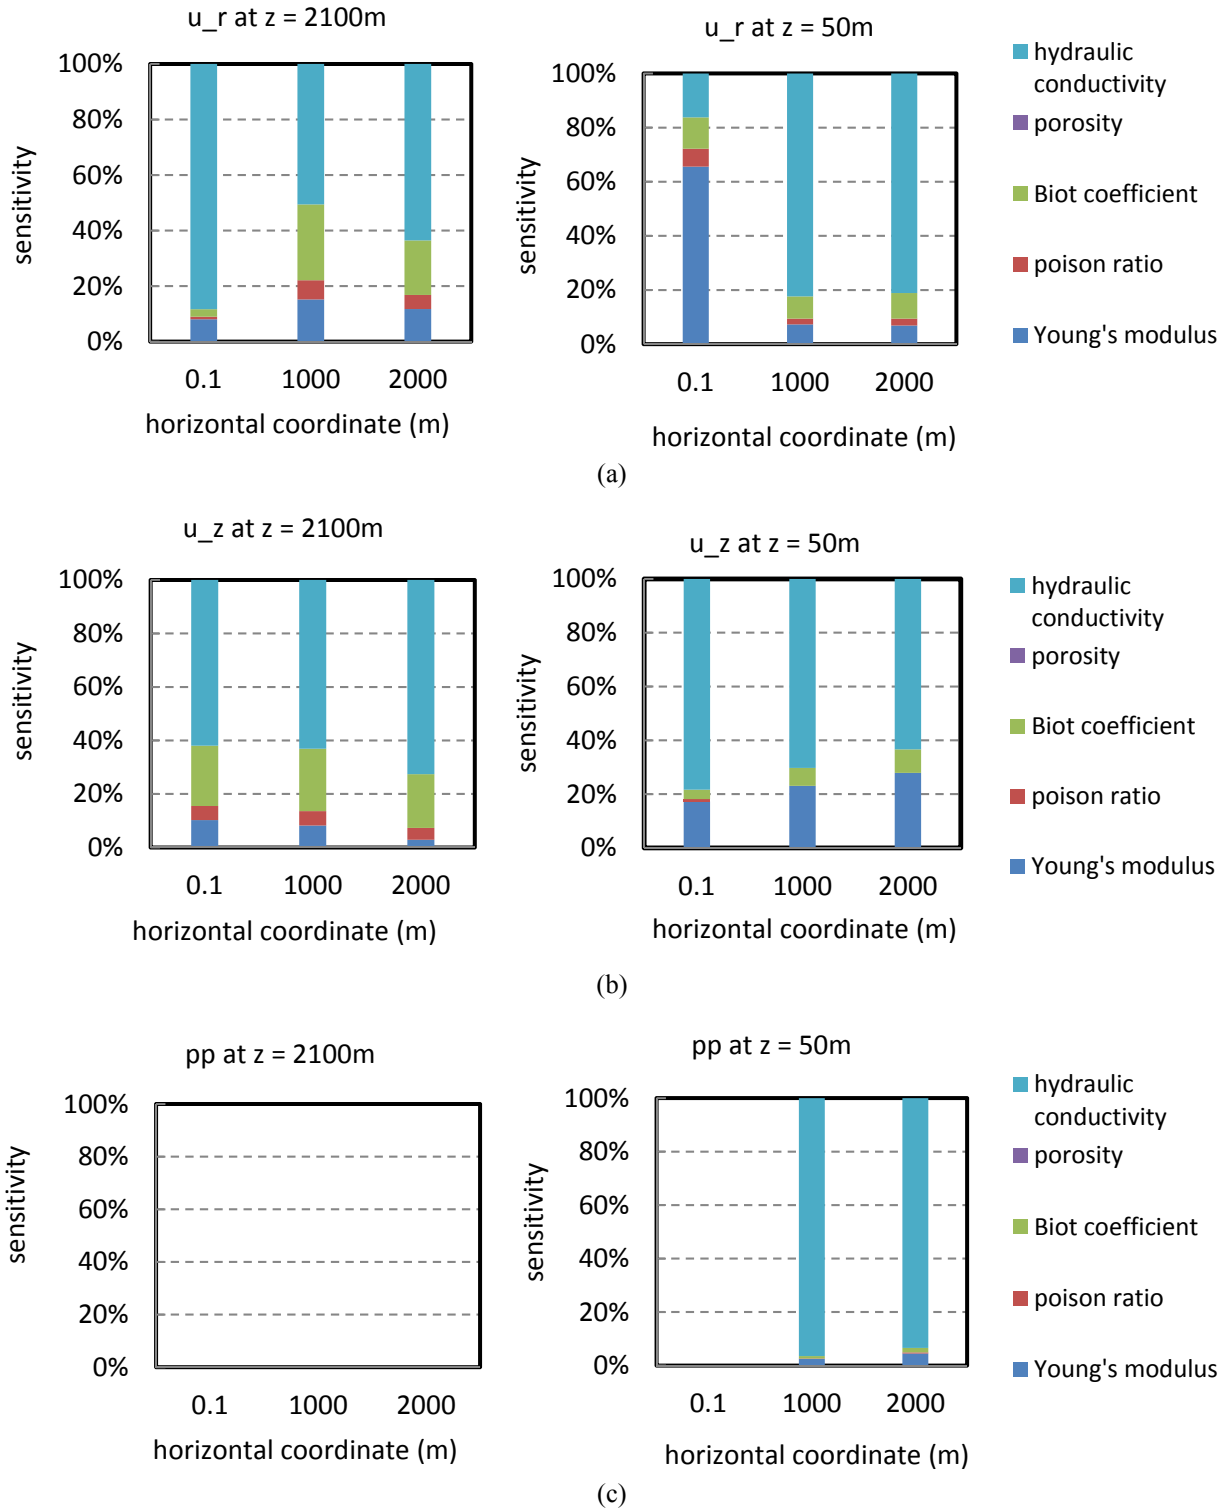 u_r at z = 2100m
100%
80%
60%
40%
20%
0%
sensitivity
0.1 1000 2000
horizontal coordinate (m)
u_r at z = 50m
100%
80%
60%
40%
20%
0%
sensitivity
0.1 1000 2000
horizontal coordinate (m)
hydraulic
conductivity
porosity
Biot coefficient
poison ratio
Young's modulus
(a)
u_z at z = 2100m
100%
80%
60%
40%
20%
0%
sensitivity
0.1 1000 2000
horizontal coordinate (m)
u_z at z = 50m
100%
80%
60%
40%
20%
0%
sensitivity
0.1 1000 2000
horizontal coordinate (m)
hydraulic
conductivity
porosity
Biot coefficient
poison ratio
Young's modulus
(b)
pp at z = 2100m
100%
80%
60%
40%
20%
0%
sensitivity
0.1 1000 2000
horizontal coordinate (m)
pp at z = 50m
100%
80%
60%
40%
20%
0%
sensitivity
0.1 1000 2000
horizontal coordinate (m)
hydraulic
conductivity
porosity
Biot coefficient
poison ratio
Young's modulus
(c)